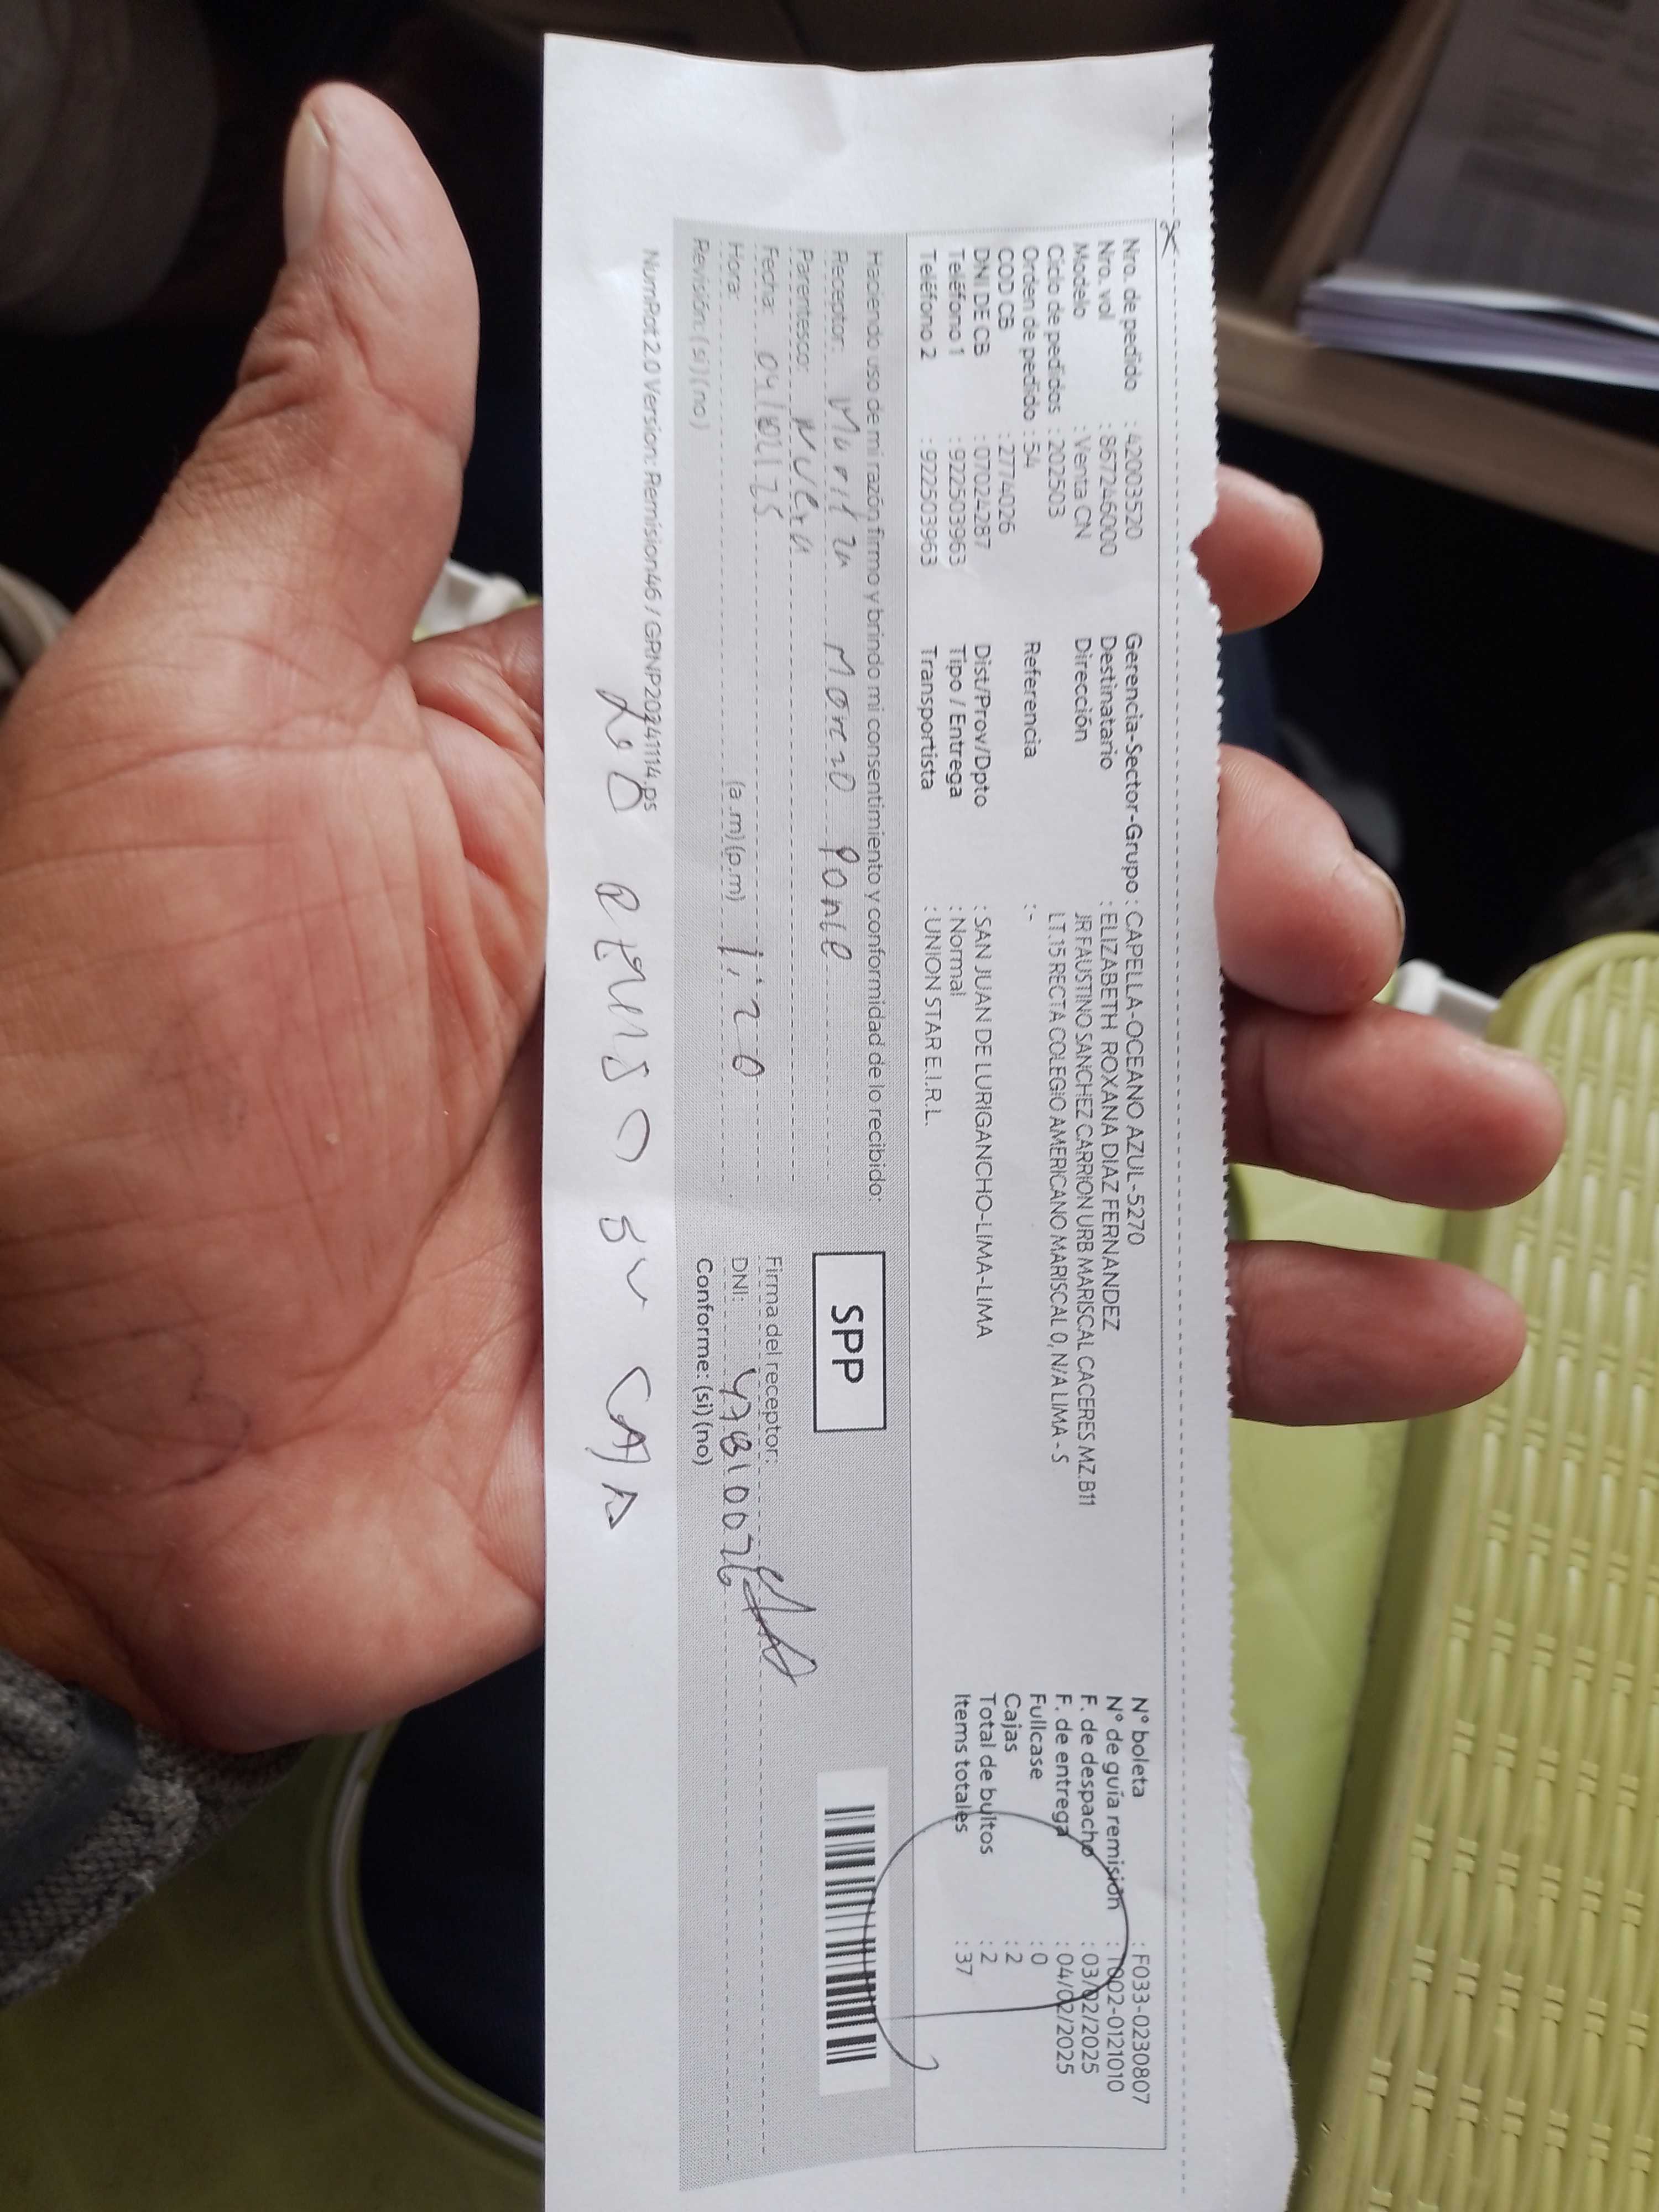 Nro. de pedido : 42003520
Nro. vol : 867246000
Modelo : Venta CN
Ciclo de pedidos : 202503
Orden de pedido : 54
COD CB : 2774026
DNI DE CB : 07024287
Teléfono 1 : 922503963
Teléfono 2 : 922503963
Gerencia-Sector-Grupo : CAPELLA-OCEANO AZUL-5270
Destinatario : ELIZABETH ROXANA DIAZ FERNANDEZ
Dirección JR FAUSTINO SANCHEZ CARRION URB MARISCAL CACERES MZ.B11
LT.15 RECTA COLEGIO AMERICANO MARISCAL 0, N/A LIMA - S
Referencia :-
Dist/Prov/Dpto : SAN JUAN DE LURIGANCHO-LIMA-LIMA
Tipo / Entrega : Normal
Transportista : UNION STAR E.I.R.L.
N° boleta : F033-0230807
N° de guía remisión : T002-0121010
F. de despacho : 03/02/2025
F. de entrega : 04/02/2025
Fullcase : 0
Cajas : 2
Total de bultos : 2
Items totales : 37
Haciendo uso de mi razón firmo y brindo mi consentimiento y conformidad de lo recibido:
Receptor: Maritza Morzo Ponce
Parentesco: Nuera
Fecha:
Hora: (a.m) (p.m) 1:20
Revisión: (si) (no)
SPP
Firma del receptor:
DNI: 47810076
Conforme: (si) (no)
NumPat 2.0 Version: Remision46 / GRNP20241114.ps